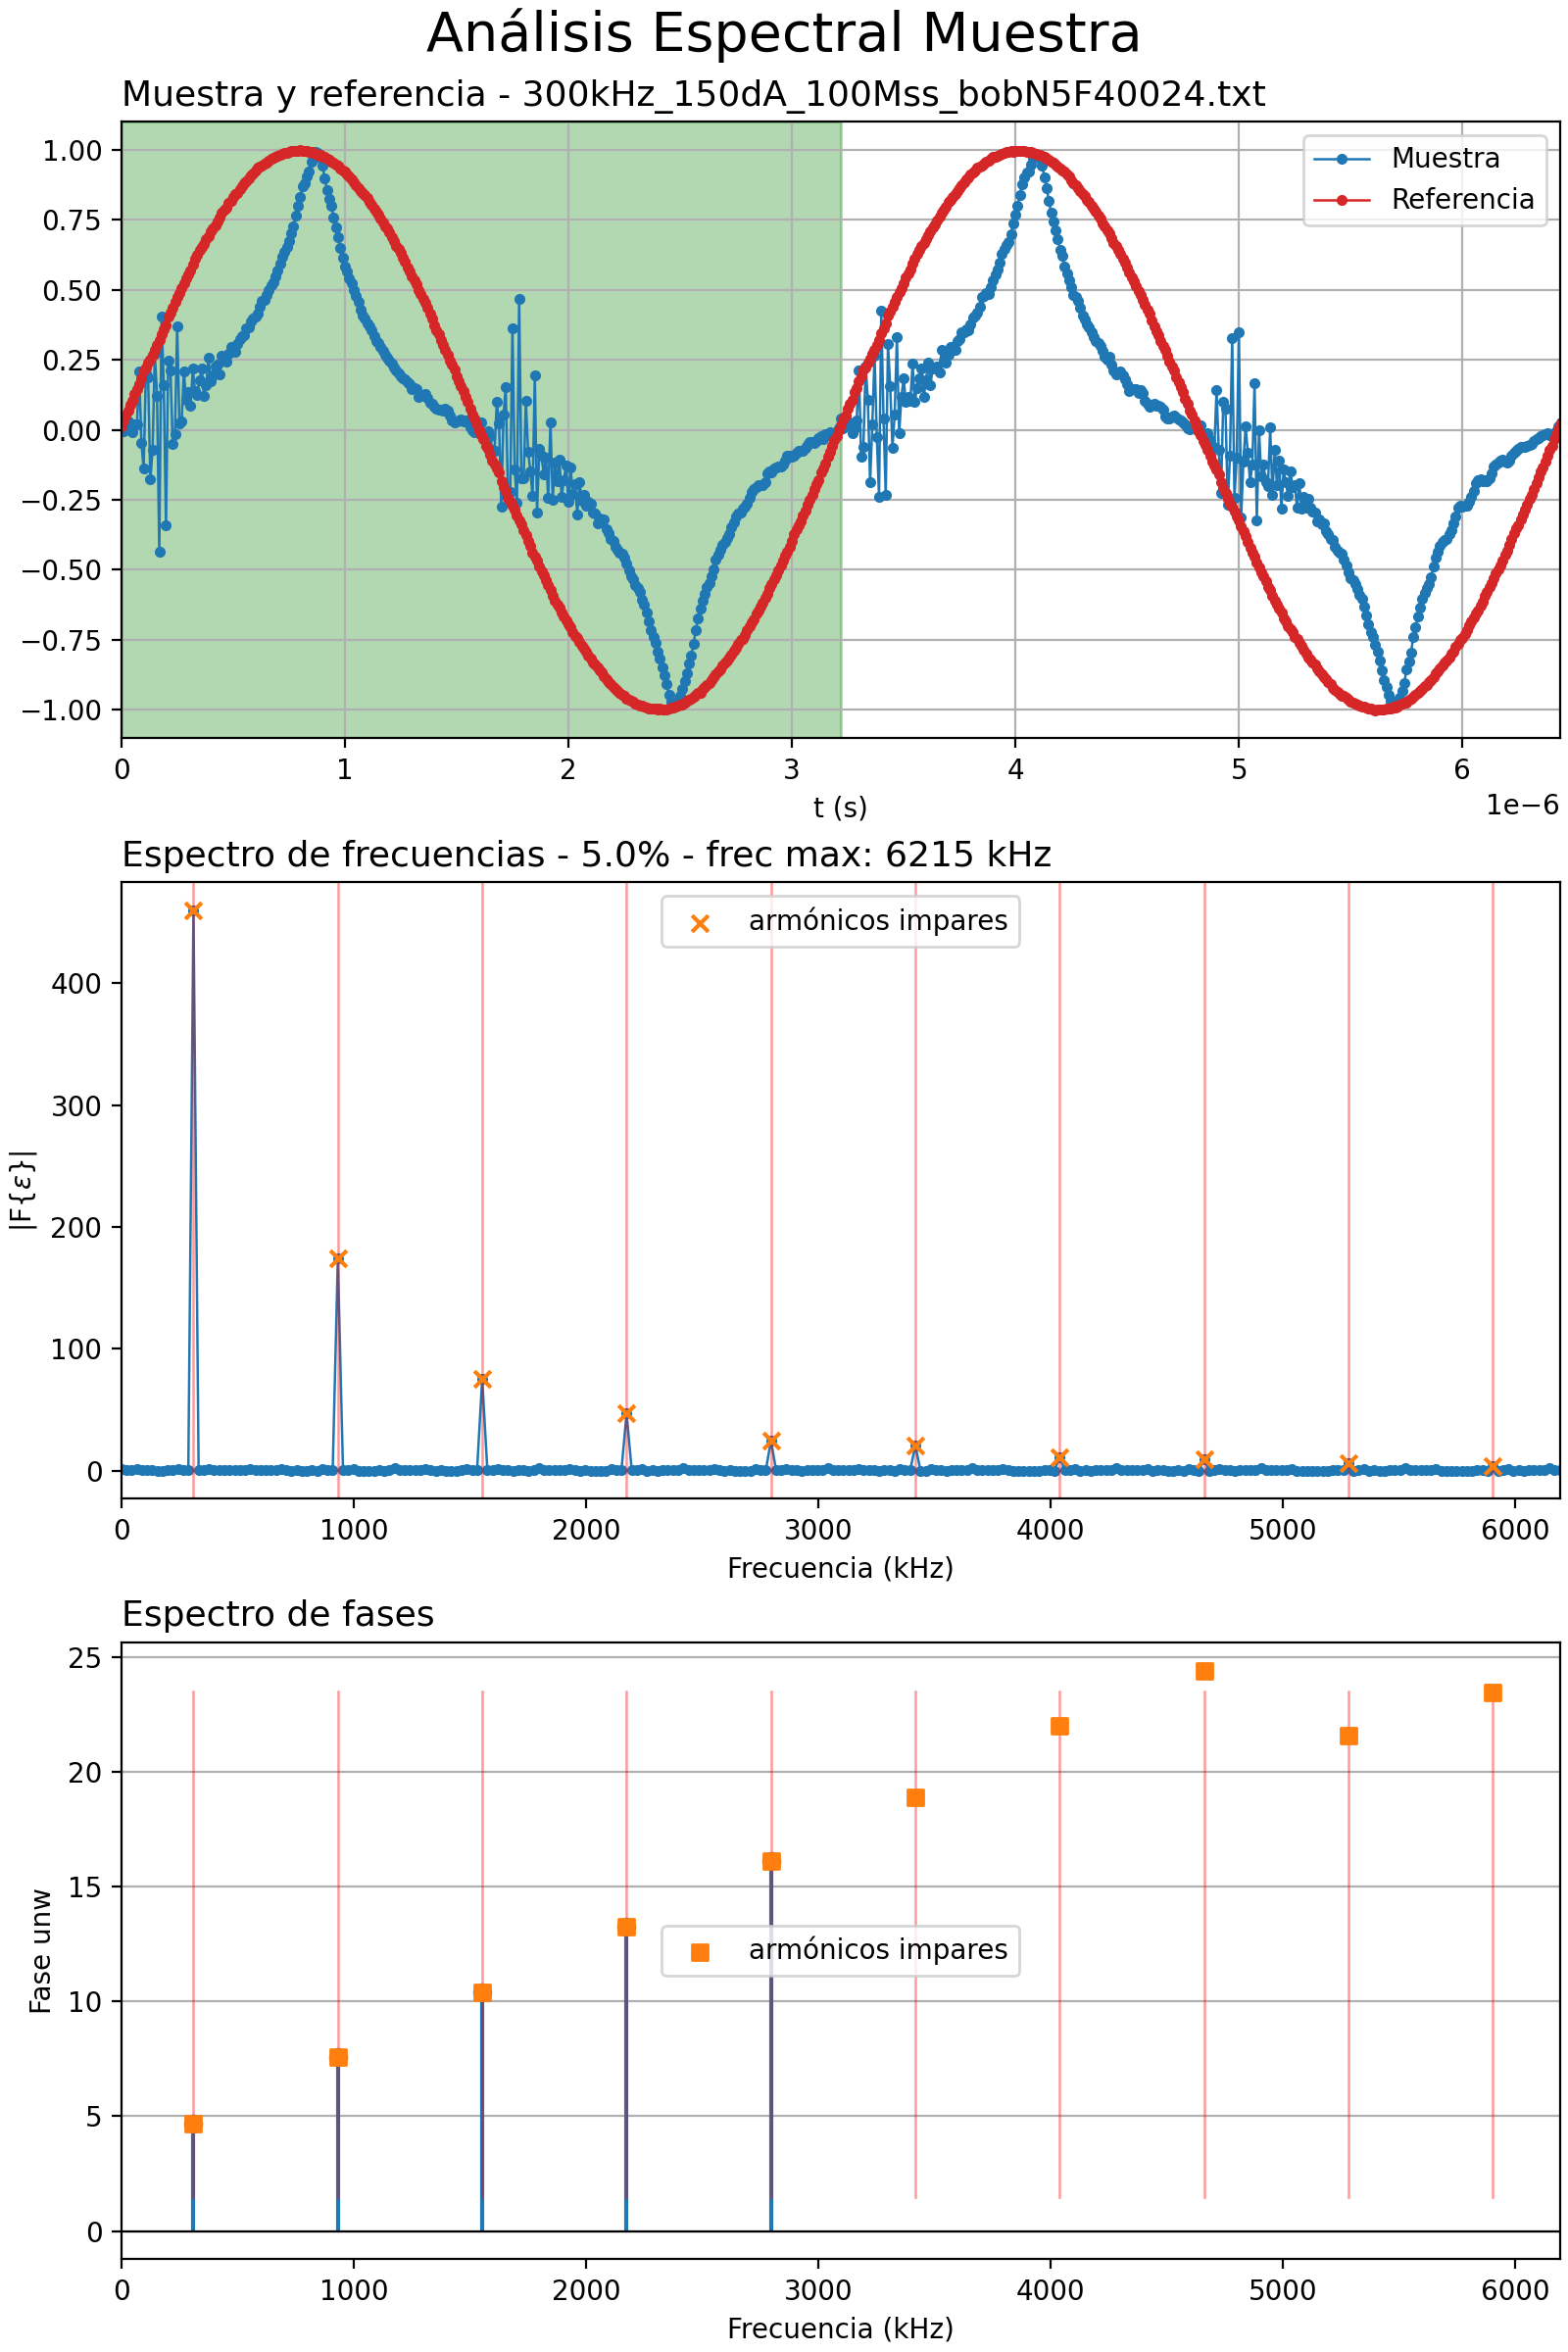 Análisis Espectral Muestra
Muestra y referencia - 300kHz_150dA_100Mss_bobN5F40024.txt
1.00
0.75
0.50
0.25
0.00
−0.25
−0.50
−0.75
−1.00
Muestra
Referencia
0 1 2 3 4 5 6
t (s)
1e−6
Espectro de frecuencias - 5.0% - frec max: 6215 kHz
armónicos impares
400
300
200
100
0
|F{ε}|
0 1000 2000 3000 4000 5000 6000
Frecuencia (kHz)
Espectro de fases
25
20
15
10
5
0
Fase unw
armónicos impares
0 1000 2000 3000 4000 5000 6000
Frecuencia (kHz)